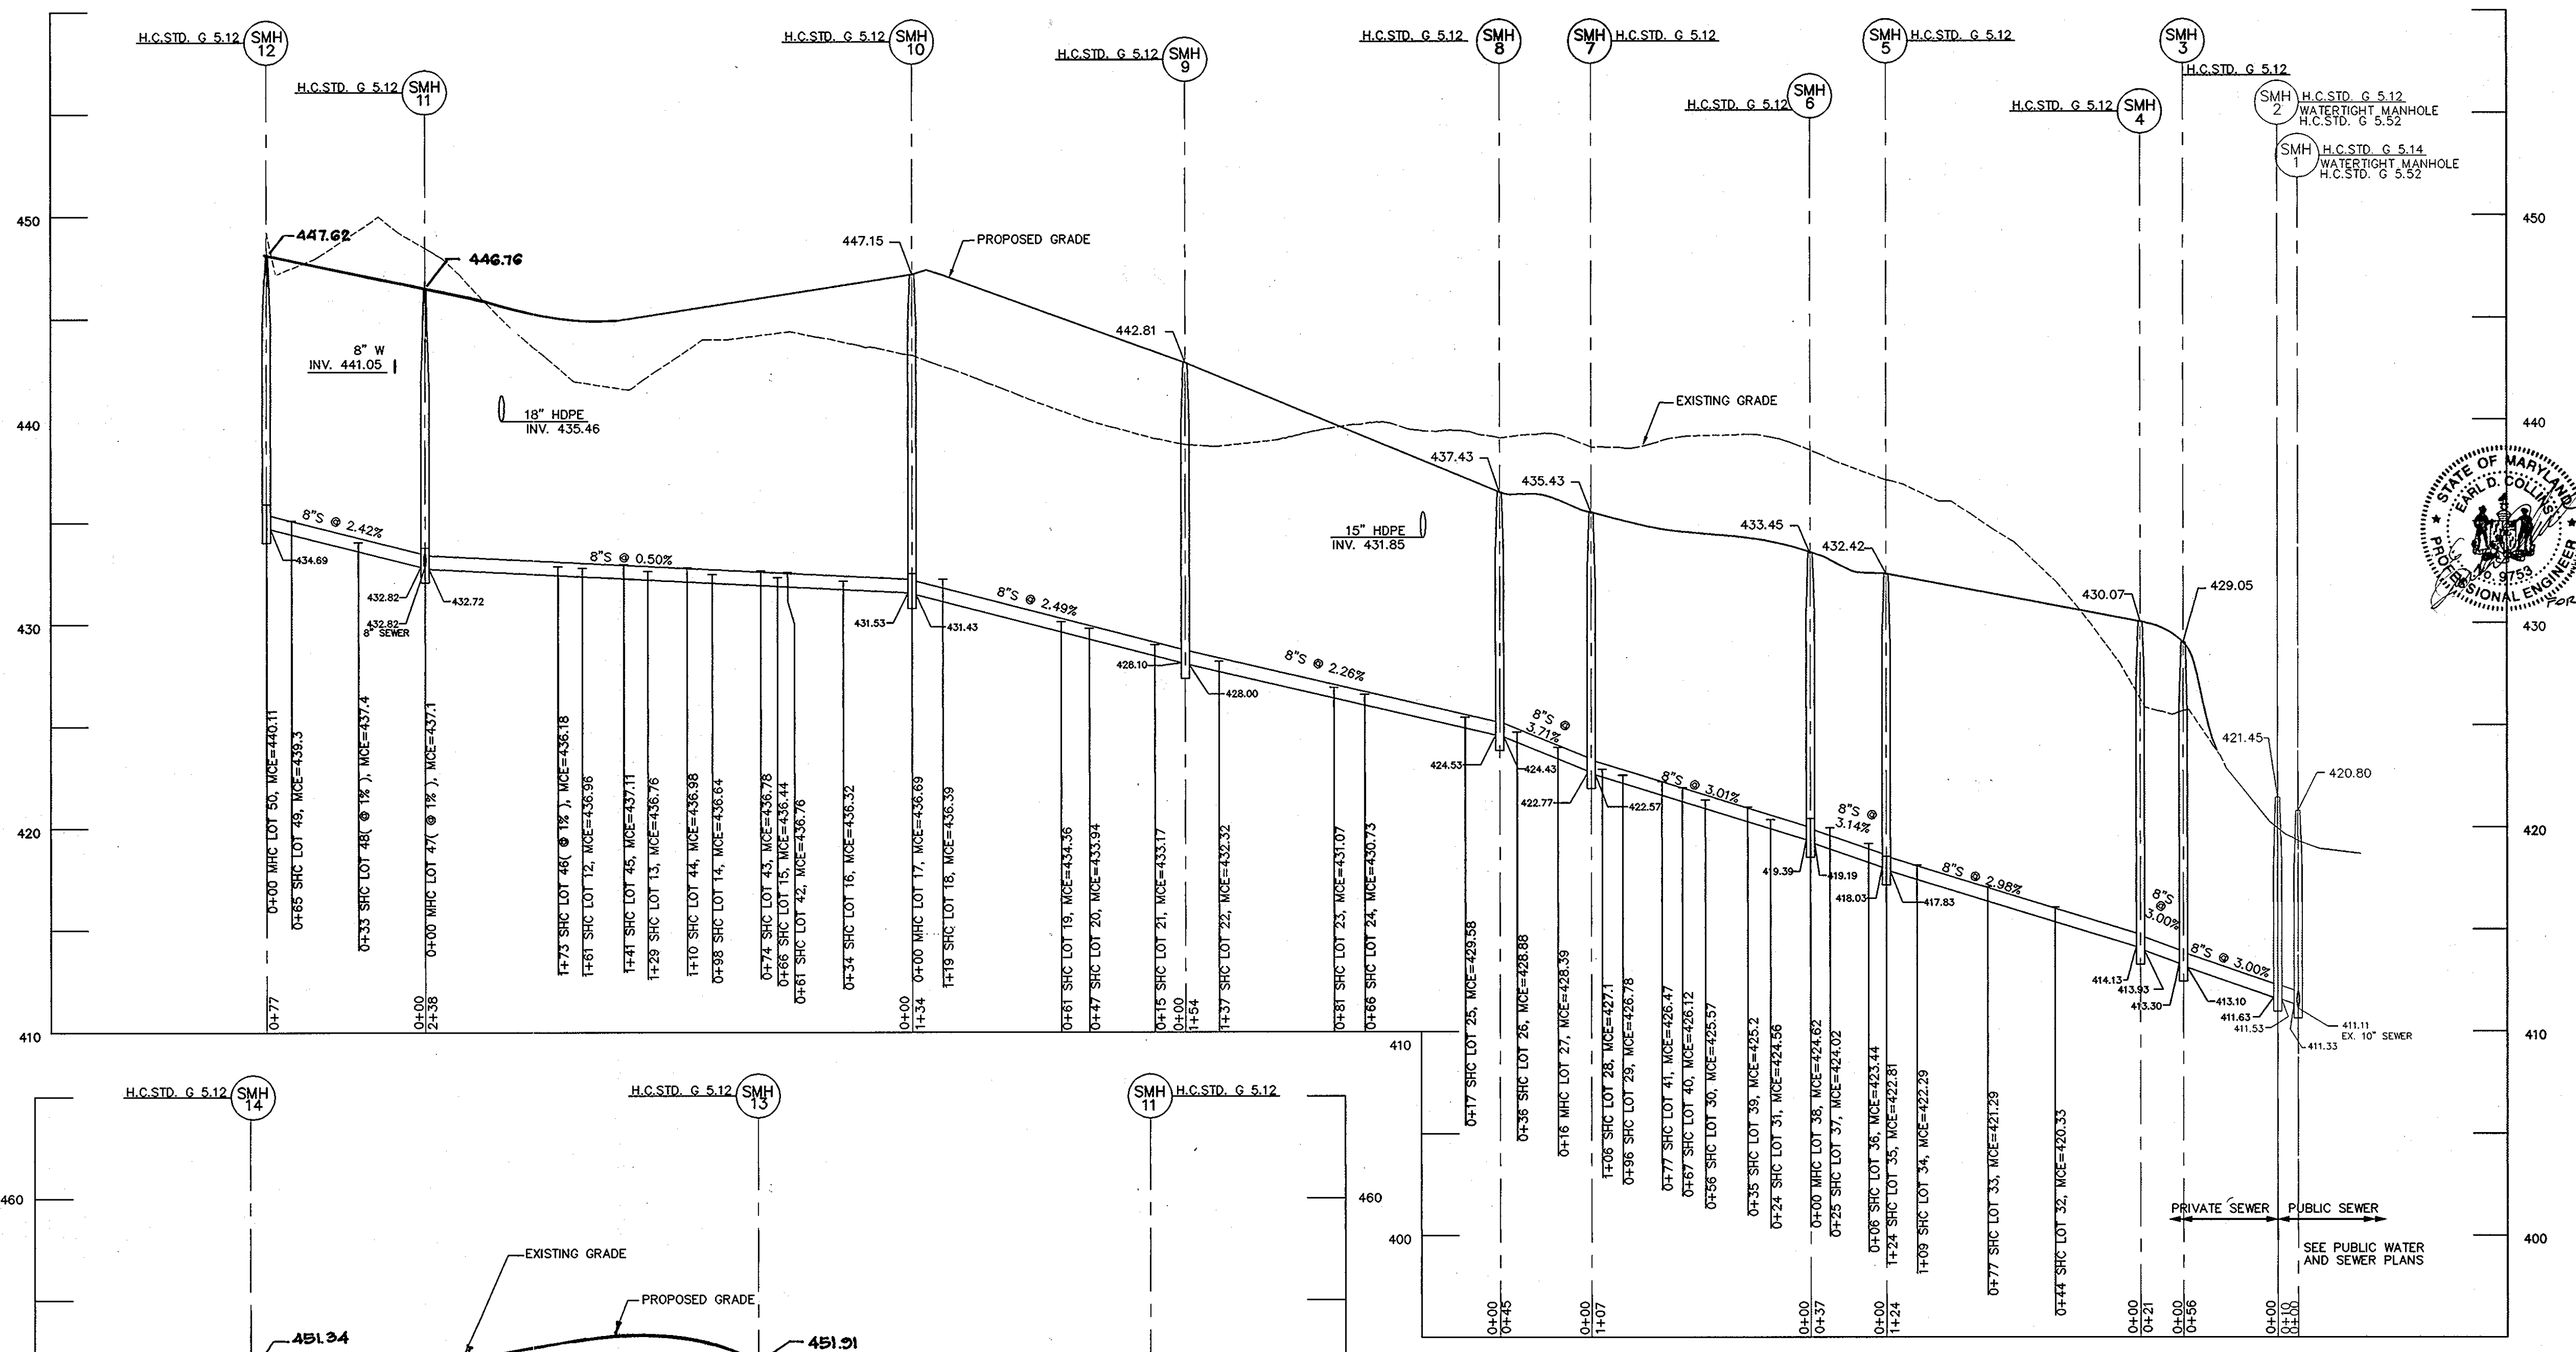 H.C.STD. G 5.12
SMH
12
H.C.STD. G 5.12
SMH
11
H.C.STD. G 5.12
SMH
10
H.C.STD. G 5.12
SMH
9
H.C.STD. G 5.12
SMH
8
SMH
7
H.C.STD. G 5.12
H.C.STD. G 5.12
SMH
6
SMH
5
H.C.STD. G 5.12
H.C.STD. G 5.12
SMH
4
SMH
3
H.C.STD. G 5.12
SMH
2
H.C.STD. G 5.12
WATERTIGHT MANHOLE
H.C.STD. G 5.52
SMH
1
H.C.STD. G 5.14
WATERTIGHT MANHOLE
H.C.STD. G 5.52
450
440
430
420
410
450
440
430
420
410
400
447.62
446.76
447.15
PROPOSED GRADE
442.81
EXISTING GRADE
437.43
435.43
433.45
432.42
430.07
429.05
421.45
420.80
8" W
INV. 441.05
18" HDPE
INV. 435.46
15" HDPE
INV. 431.85
8"S @ 2.42%
8"S @ 0.50%
8"S @ 2.49%
8"S @ 2.26%
8"S @
3.71%
8"S @ 3.01%
8"S @
3.14%
8"S @ 2.98%
8"S
@
3.00%
8"S @ 3.00%
434.69
432.82
432.72
432.82
8" SEWER
431.53
431.43
428.10
428.00
424.53
424.43
422.77
422.57
419.39
419.19
418.03
417.83
414.13
413.93
413.30
413.10
411.63
411.53
411.33
411.11
EX. 10" SEWER
0+00 MHC LOT 50, MCE=440.11
0+65 SHC LOT 49, MCE=439.3
0+33 SHC LOT 48( @ 1% ), MCE=437.4
0+00 MHC LOT 47( @ 1% ), MCE=437.1
1+73 SHC LOT 46( @ 1% ), MCE=436.18
1+61 SHC LOT 12, MCE=436.96
1+41 SHC LOT 45, MCE=437.11
1+29 SHC LOT 13, MCE=436.76
1+10 SHC LOT 44, MCE=436.98
0+98 SHC LOT 14, MCE=436.64
0+74 SHC LOT 43, MCE=436.78
0+66 SHC LOT 15, MCE=436.44
0+61 SHC LOT 42, MCE=436.76
0+34 SHC LOT 16, MCE=436.32
0+00 MHC LOT 17, MCE=436.69
1+19 SHC LOT 18, MCE=436.39
0+61 SHC LOT 19, MCE=434.36
0+47 SHC LOT 20, MCE=433.94
0+15 SHC LOT 21, MCE=433.17
1+37 SHC LOT 22, MCE=432.32
0+81 SHC LOT 23, MCE=431.07
0+66 SHC LOT 24, MCE=430.73
0+17 SHC LOT 25, MCE=429.58
0+36 SHC LOT 26, MCE=428.88
0+16 MHC LOT 27, MCE=428.39
1+06 SHC LOT 28, MCE=427.1
0+96 SHC LOT 29, MCE=426.78
0+77 SHC LOT 41, MCE=426.47
0+67 SHC LOT 40, MCE=426.12
0+56 SHC LOT 30, MCE=425.57
0+35 SHC LOT 39, MCE=425.2
0+24 SHC LOT 31, MCE=424.56
0+00 MHC LOT 38, MCE=424.62
0+25 SHC LOT 37, MCE=424.02
0+06 SHC LOT 36, MCE=423.44
1+24 SHC LOT 35, MCE=422.81
1+09 SHC LOT 34, MCE=422.29
0+77 SHC LOT 33, MCE=421.29
0+44 SHC LOT 32, MCE=420.33
0+77
0+00
2+38
0+00
1+34
0+00
1+54
0+00
0+45
0+00
1+07
0+00
0+37
0+00
1+24
0+00
0+21
0+00
0+56
0+00
0+10
0+00
PRIVATE SEWER
PUBLIC SEWER
SEE PUBLIC WATER
AND SEWER PLANS
STATE OF MARYLAND
EARL D. COLLINS
No. 9753
PROFESSIONAL ENGINEER
FOR
H.C.STD. G 5.12
SMH
14
H.C.STD. G 5.12
SMH
13
SMH
11
H.C.STD. G 5.12
410
460
460
EXISTING GRADE
PROPOSED GRADE
451.34
451.91